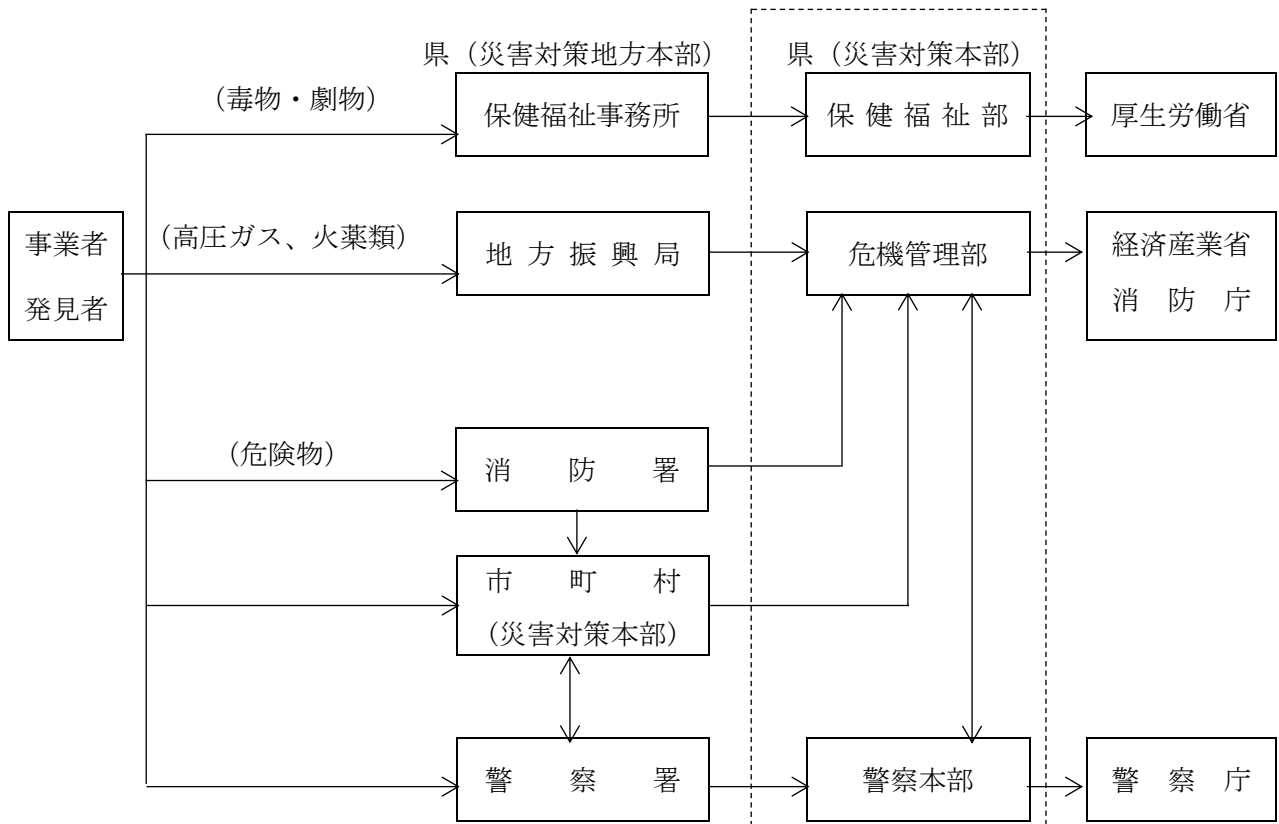 県（災害対策地方本部）
県（災害対策本部）
（毒物・劇物）
保健福祉事務所
保健福祉部
厚生労働省
事業者
発見者
（高圧ガス、火薬類）
地方振興局
危機管理部
経済産業省
消防庁
（危険物）
消防署
市町村
（災害対策本部）
警察署
警察本部
警察庁